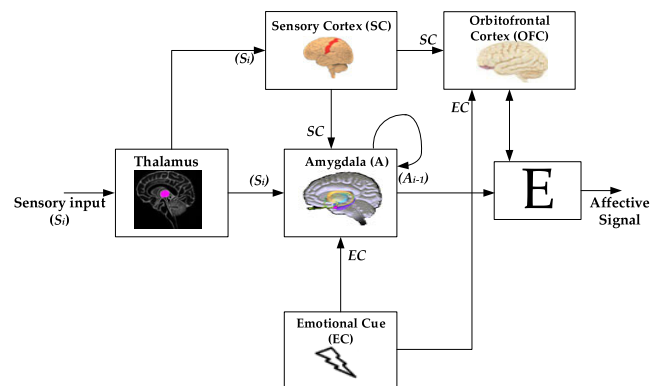 Sensory Cortex (SC)
Orbitofrontal
Cortex (OFC)
(Si)
SC
EC
SC
Thalamus
Amygdala (A)
(Si)
(Ai-1)
Sensory input
(Si)
E
Affective
Signal
EC
Emotional Cue
(EC)